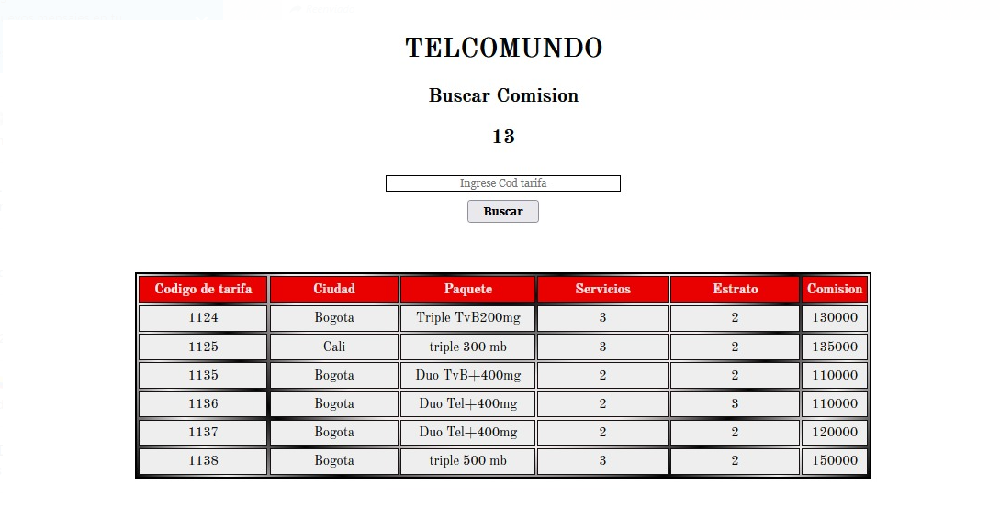 TELCOMUNDO
Buscar Comision
13
Ingrese Cod tarifa
Buscar
Codigo de tarifa Ciudad Paquete Servicios Estrato Comision
1124 Bogota Triple TvB200mg 3 2 130000
1125 Cali triple 300 mb 3 2 135000
1135 Bogota Duo TvB+400mg 2 2 110000
1136 Bogota Duo Tel+400mg 2 3 110000
1137 Bogota Duo Tel+400mg 2 2 120000
1138 Bogota triple 500 mb 3 2 150000